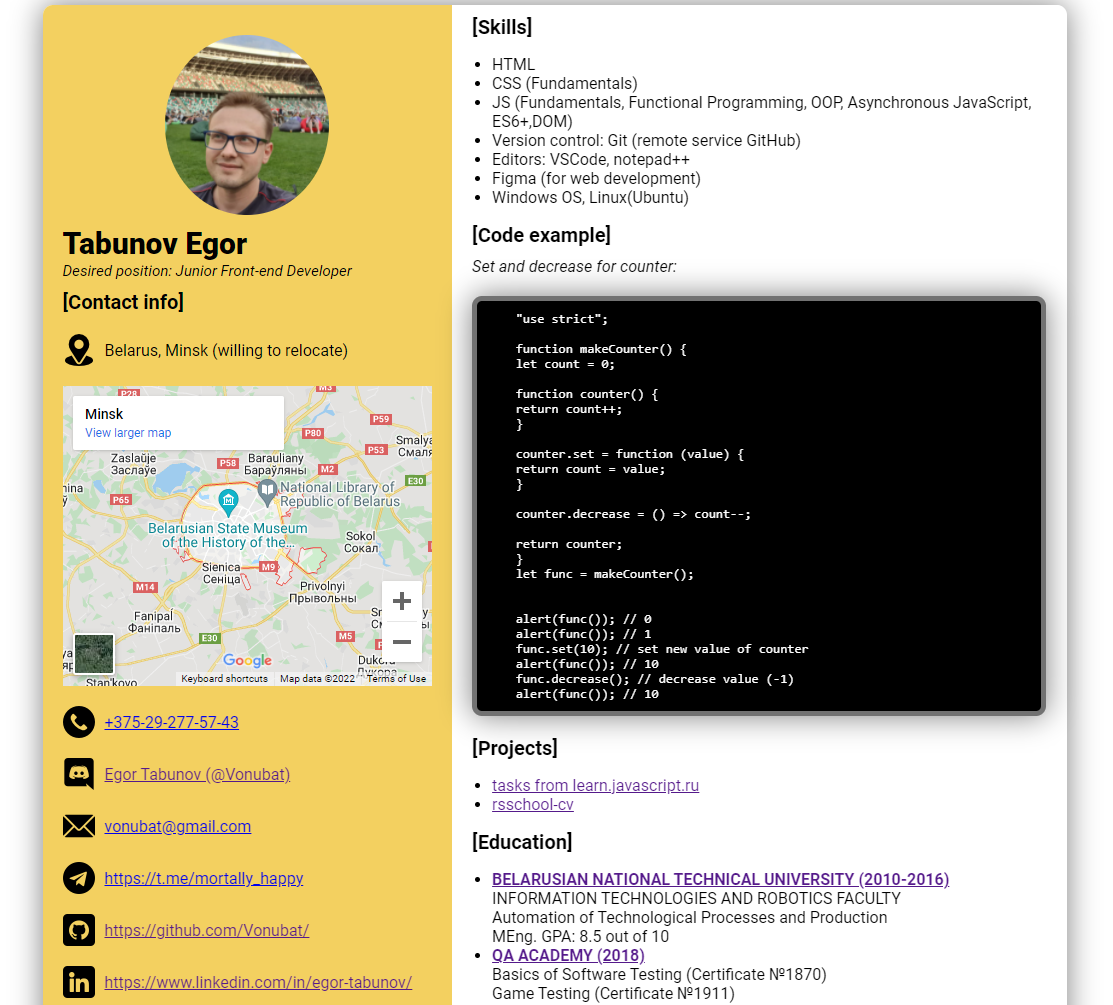 Tabunov Egor
Desired position: Junior Front-end Developer
[Contact info]
Belarus, Minsk (willing to relocate)
Minsk
View larger map
P28
M3
P59
P80
Smalya
Смаля
P53
Zaslaŭje
Заслаўе
P58
Barauliany
Бараўляны
M2
E30
nina
ў
P65
National Library of
Republic of Belarus
Belarusian State Museum
of the History of the...
Sokol
Сокал
Sienica
Сеніца
M9
M14
Privolnyi
Прывольны
Fanipaĺ
Фаніпаль
E30
M5
Stan'kovo
Google
Keyboard shortcuts
Map data ©2022
Terms of Use
+375-29-277-57-43
Egor Tabunov (@Vonubat)
vonubat@gmail.com
https://t.me/mortally_happy
https://github.com/Vonubat/
https://www.linkedin.com/in/egor-tabunov/
[Skills]
HTML
CSS (Fundamentals)
JS (Fundamentals, Functional Programming, OOP, Asynchronous JavaScript,
ES6+,DOM)
Version control: Git (remote service GitHub)
Editors: VSCode, notepad++
Figma (for web development)
Windows OS, Linux(Ubuntu)
[Code example]
Set and decrease for counter:
"use strict";
function makeCounter() {
let count = 0;
function counter() {
return count++;
}
counter.set = function (value) {
return count = value;
}
counter.decrease = () => count--;
return counter;
}
let func = makeCounter();
alert(func()); // 0
alert(func()); // 1
func.set(10); // set new value of counter
alert(func()); // 10
func.decrease(); // decrease value (-1)
alert(func()); // 10
[Projects]
tasks from learn.javascript.ru
rsschool-cv
[Education]
BELARUSIAN NATIONAL TECHNICAL UNIVERSITY (2010-2016)
INFORMATION TECHNOLOGIES AND ROBOTICS FACULTY
Automation of Technological Processes and Production
MEng. GPA: 8.5 out of 10
QA ACADEMY (2018)
Basics of Software Testing (Certificate №1870)
Game Testing (Certificate №1911)